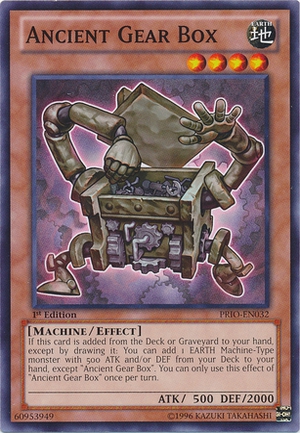 ANCIENT GEAR BOX
EARTH
地
1st Edition
PRIO-EN032
[MACHINE / EFFECT]
If this card is added from the Deck or Graveyard to your hand,
except by drawing it: You can add 1 EARTH Machine-Type
monster with 500 ATK and/or DEF from your Deck to your
hand, except "Ancient Gear Box". You can only use this effect of
"Ancient Gear Box" once per turn.
ATK/ 500 DEF/2000
60953949
©1996 KAZUKI TAKAHASHI